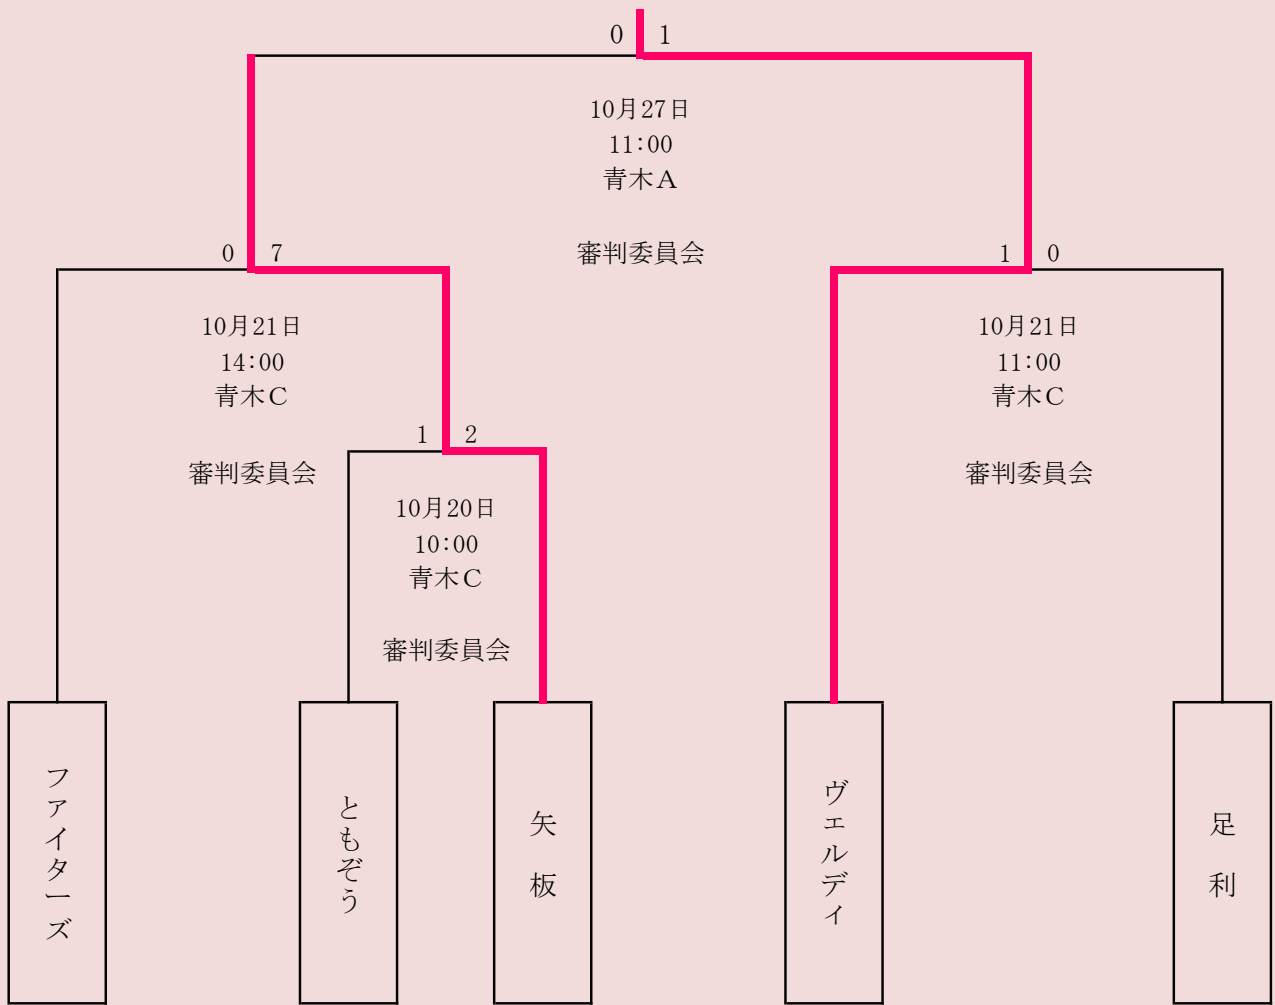 0 1
10月27日
11:00
青木A
審判委員会
0 7
1 0
10月21日
14:00
青木C
審判委員会
10月21日
11:00
青木C
審判委員会
1 2
10月20日
10:00
青木C
審判委員会
ファイターズ
ともぞう
矢板
ヴェルディ
足利